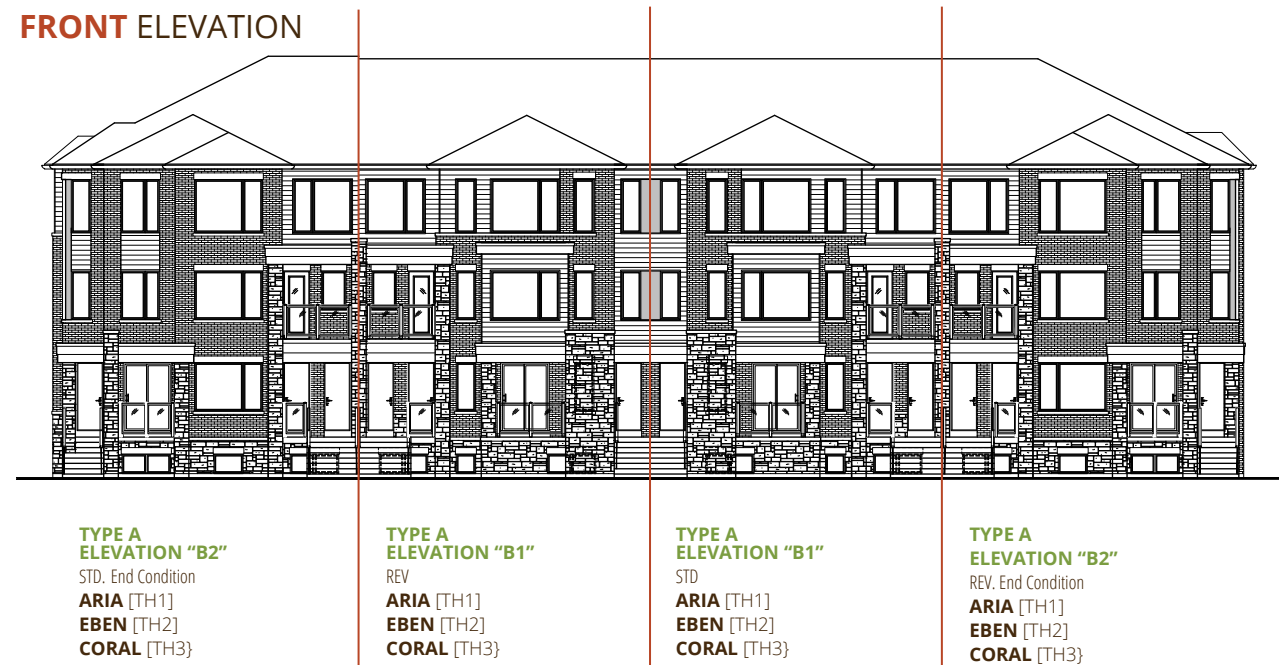 FRONT ELEVATION
TYPE A
ELEVATION “B2”
STD. End Condition
ARIA [TH1]
EBEN [TH2]
CORAL [TH3}
TYPE A
ELEVATION “B1”
REV
ARIA [TH1]
EBEN [TH2]
CORAL [TH3}
TYPE A
ELEVATION “B1”
STD
ARIA [TH1]
EBEN [TH2]
CORAL [TH3}
TYPE A
ELEVATION “B2”
REV. End Condition
ARIA [TH1]
EBEN [TH2]
CORAL [TH3}